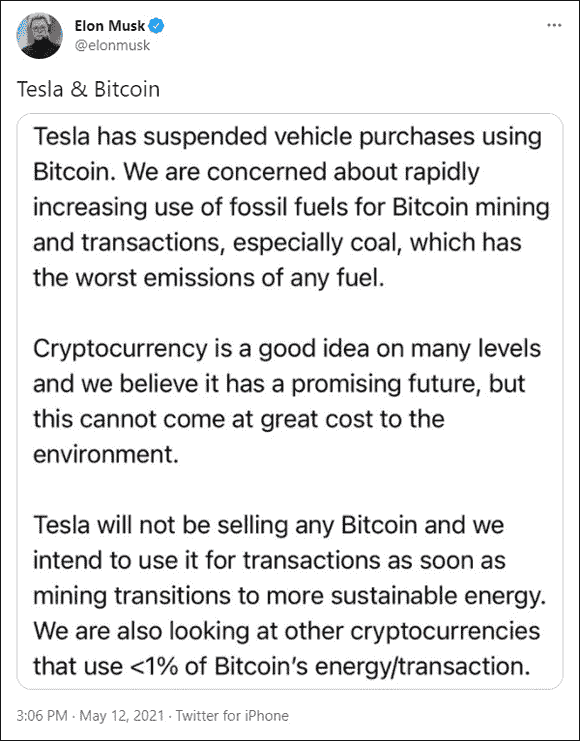 Elon Musk
@elonmusk
Tesla & Bitcoin
Tesla has suspended vehicle purchases using
Bitcoin. We are concerned about rapidly
increasing use of fossil fuels for Bitcoin mining
and transactions, especially coal, which has
the worst emissions of any fuel.
Cryptocurrency is a good idea on many levels
and we believe it has a promising future, but
this cannot come at great cost to the
environment.
Tesla will not be selling any Bitcoin and we
intend to use it for transactions as soon as
mining transitions to more sustainable energy.
We are also looking at other cryptocurrencies
that use <1% of Bitcoin’s energy/transaction.
3:06 PM · May 12, 2021 · Twitter for iPhone